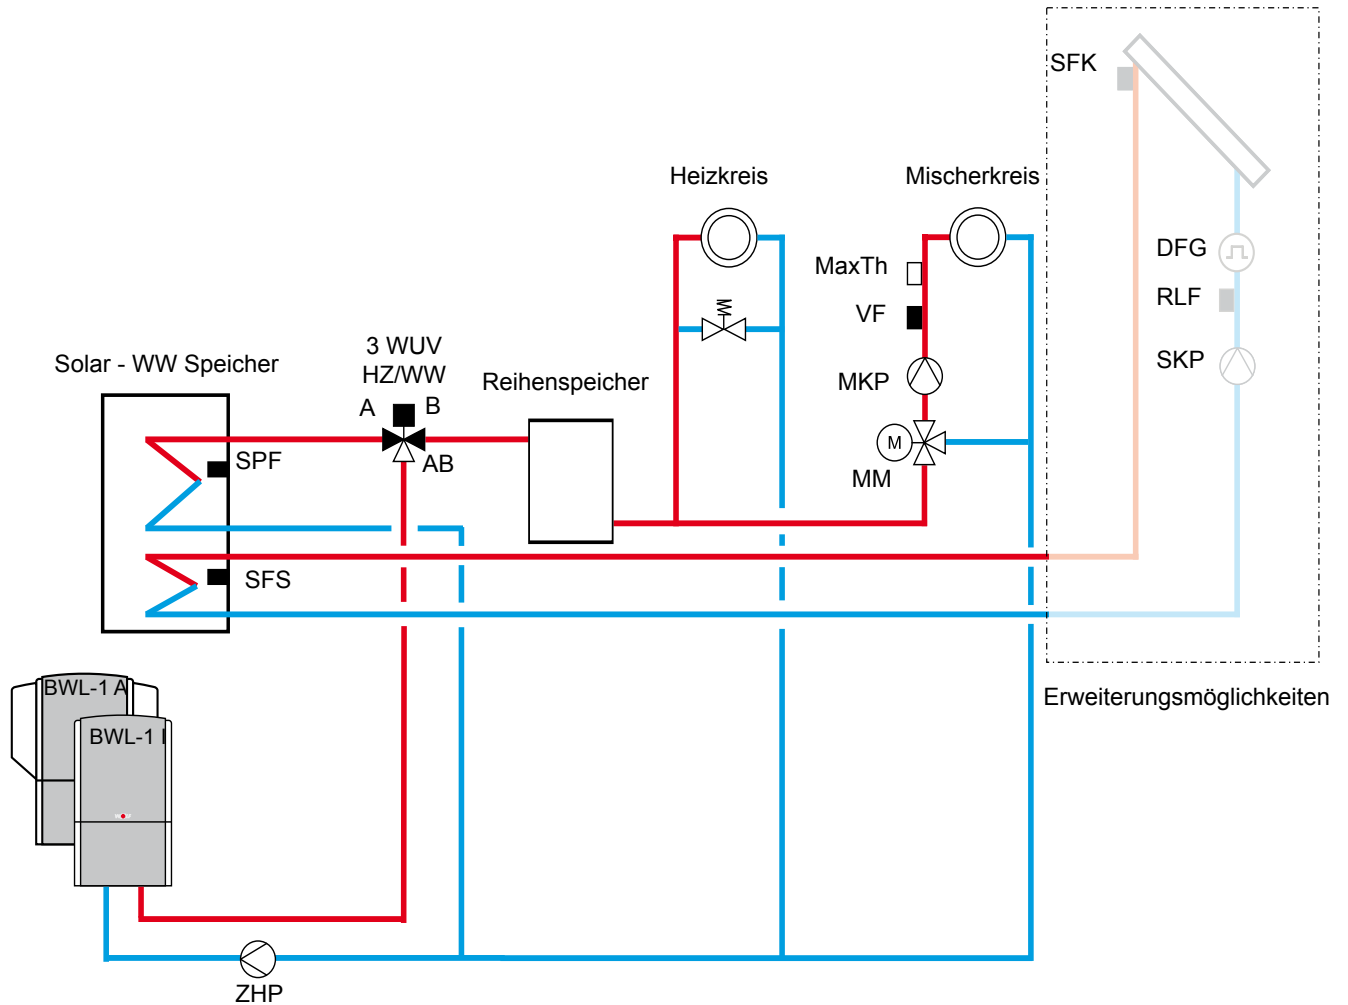 SFK
Heizkreis
Mischerkreis
DFG
MaxTh
RLF
VF
3 WUV
HZ/WW
SKP
Solar - WW Speicher
Reihenspeicher
MKP
A
B
M
SPF
AB
MM
SFS
BWL-1 A
Erweiterungsmöglichkeiten
BWL-1 I
ZHP